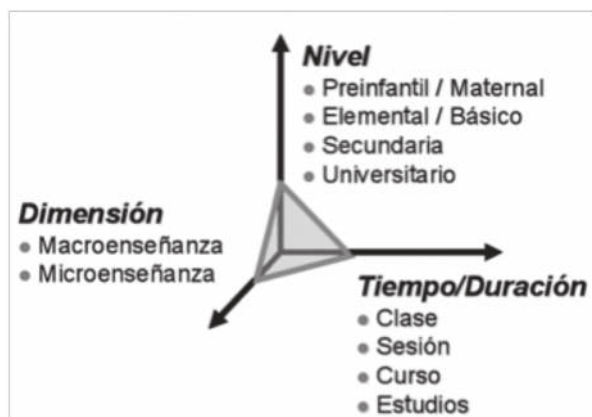 Nivel
● Preinfantil / Maternal
● Elemental / Básico
● Secundaria
● Universitario
Dimensión
● Macroenseñanza
● Microenseñanza
Tiempo/Duración
● Clase
● Sesión
● Curso
● Estudios